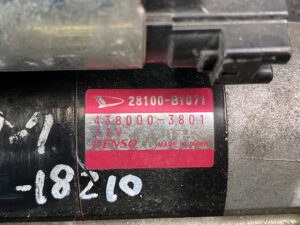 28100-B1071
438000-3801
12V
DENSO MADE IN JAPAN
-18210